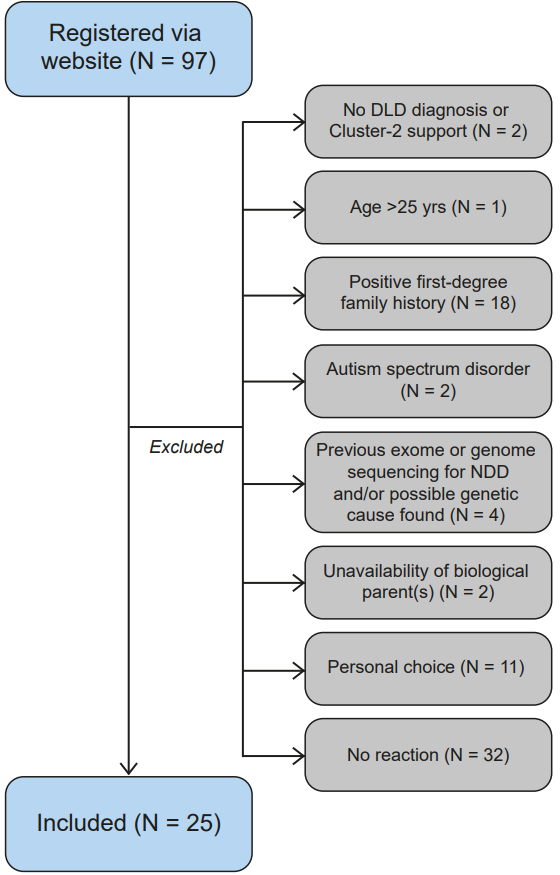 Registered via
website (N = 97)
No DLD diagnosis or
Cluster-2 support (N = 2)
Age >25 yrs (N = 1)
Positive first-degree
family history (N = 18)
Autism spectrum disorder
(N = 2)
Excluded
Previous exome or genome
sequencing for NDD
and/or possible genetic
cause found (N = 4)
Unavailability of biological
parent(s) (N = 2)
Personal choice (N = 11)
No reaction (N = 32)
Included (N = 25)